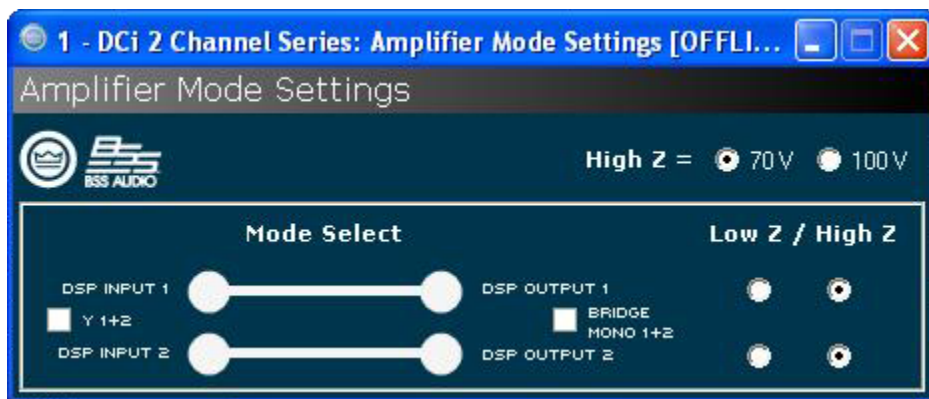 1 - DCi 2 Channel Series: Amplifier Mode Settings [OFFLI...
Amplifier Mode Settings
BSS
BSS AUDIO
High Z = 70V 100V
Mode Select
Low Z / High Z
DSP INPUT 1
DSP OUTPUT 1
Y 1+2
BRIDGE
MONO 1+2
DSP INPUT 2
DSP OUTPUT 2